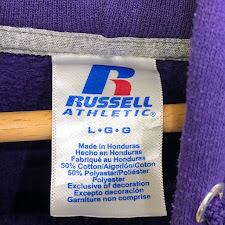 RUSSELL
ATHLETIC®
L • G • G
Made in Honduras
Hecho en Honduras
Fabriqué au Honduras
50% Cotton/Algodón/Coton
50% Polyester/Poliéster
Polyester
Exclusive of decoration
Excepto decoración
Garniture non comprise